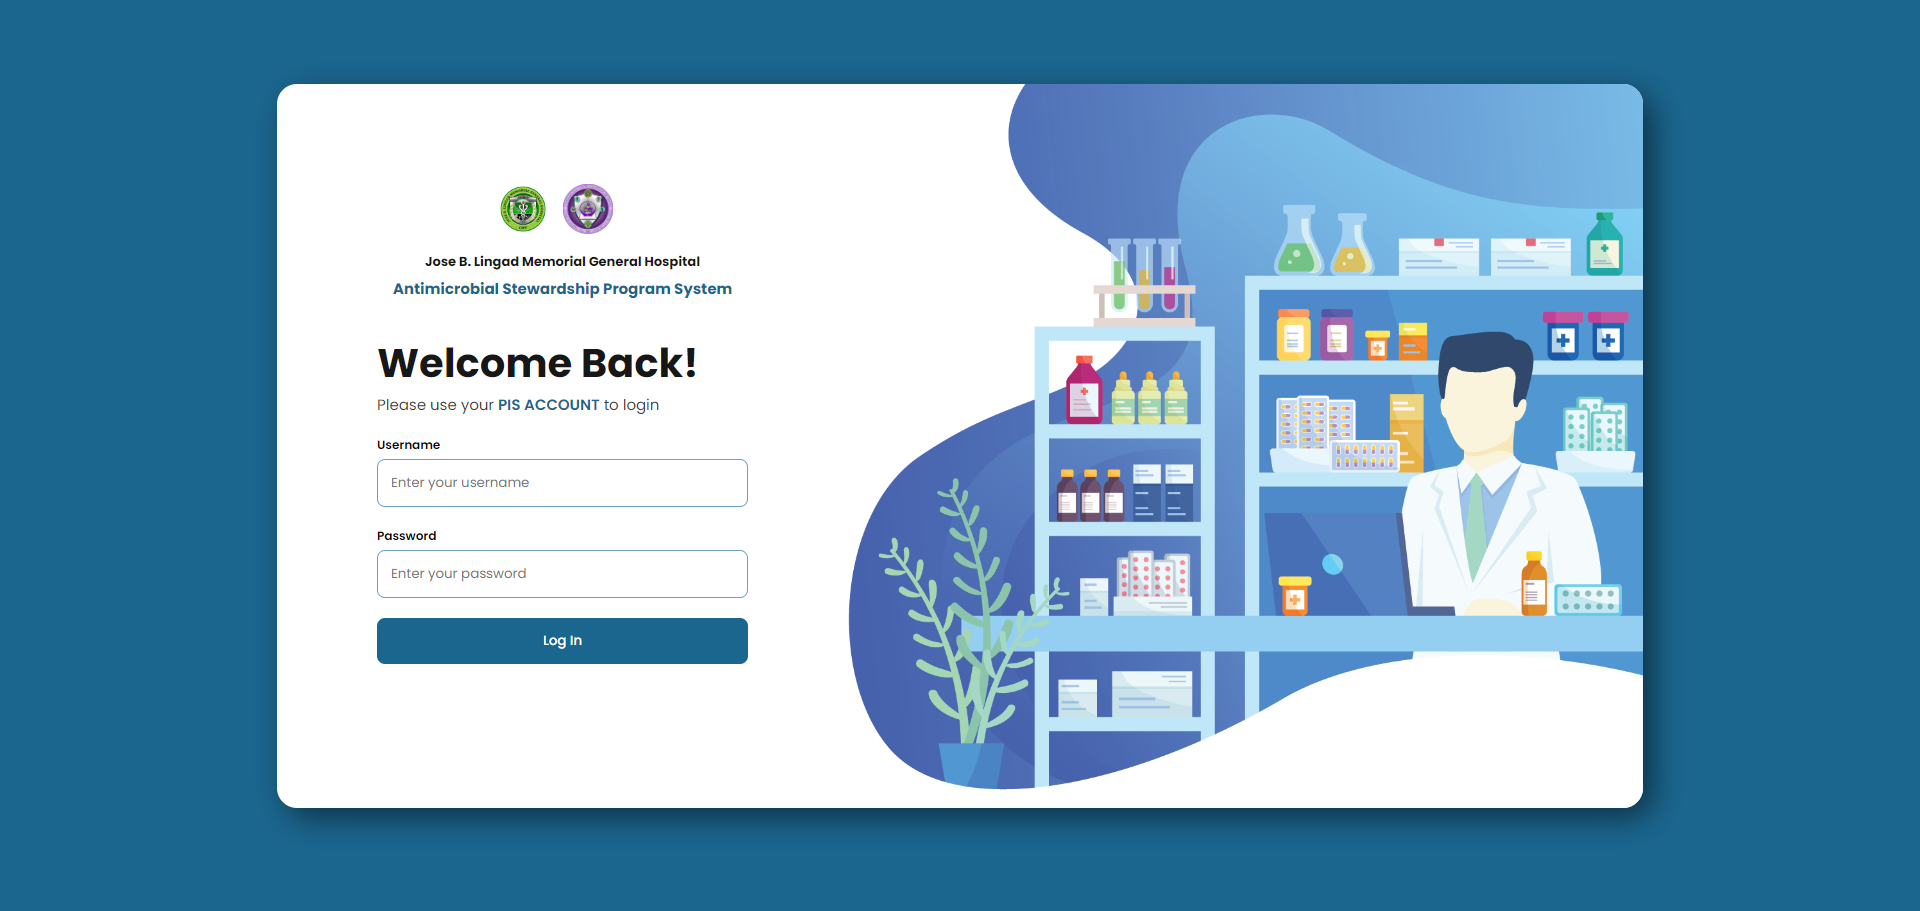 Jose B. Lingad Memorial General Hospital
Antimicrobial Stewardship Program System
Welcome Back!
Please use your PIS ACCOUNT to login
Username
Enter your username
Password
Enter your password
Log In